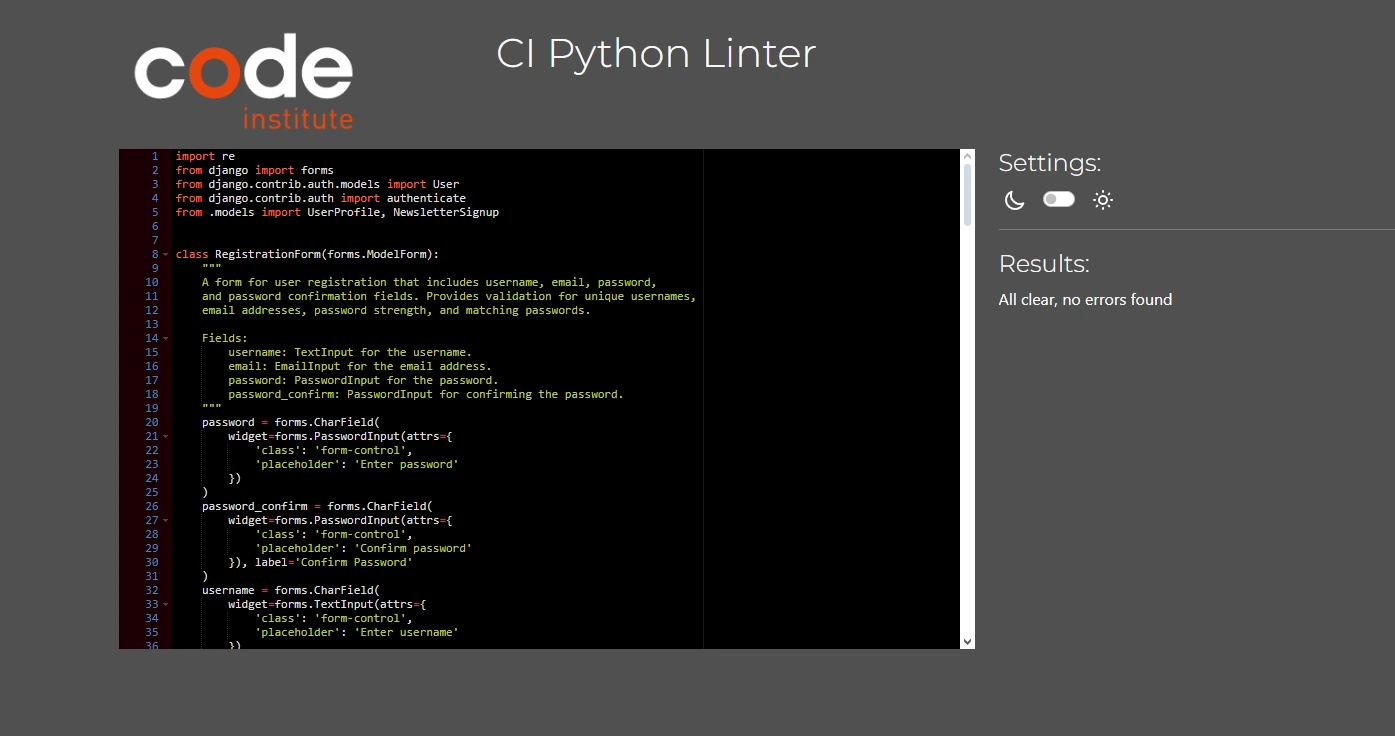 code
institute
CI Python Linter
1 import re
2 from django import forms
3 from django.contrib.auth.models import User
4 from django.contrib.auth import authenticate
5 from .models import UserProfile, NewsletterSignup
6
7
8 class RegistrationForm(forms.ModelForm):
9     """
10     A form for user registration that includes username, email, password,
11     and password confirmation fields. Provides validation for unique usernames,
12     email addresses, password strength, and matching passwords.
13
14     Fields:
15         username: TextInput for the username.
16         email: EmailInput for the email address.
17         password: PasswordInput for the password.
18         password_confirm: PasswordInput for confirming the password.
19     """
20     password = forms.CharField(
21         widget=forms.PasswordInput(attrs={
22             'class': 'form-control',
23             'placeholder': 'Enter password'
24         })
25     )
26     password_confirm = forms.CharField(
27         widget=forms.PasswordInput(attrs={
28             'class': 'form-control',
29             'placeholder': 'Confirm password'
30         }), label='Confirm Password'
31     )
32     username = forms.CharField(
33         widget=forms.TextInput(attrs={
34             'class': 'form-control',
35             'placeholder': 'Enter username'
36         })
Settings:
Results:
All clear, no errors found